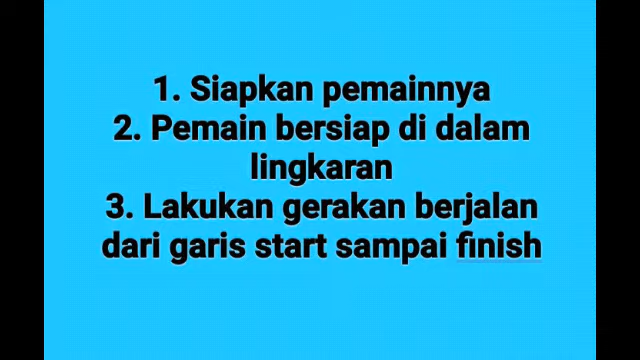 1. Siapkan pemainnya
2. Pemain bersiap di dalam
lingkaran
3. Lakukan gerakan berjalan
dari garis start sampai finish